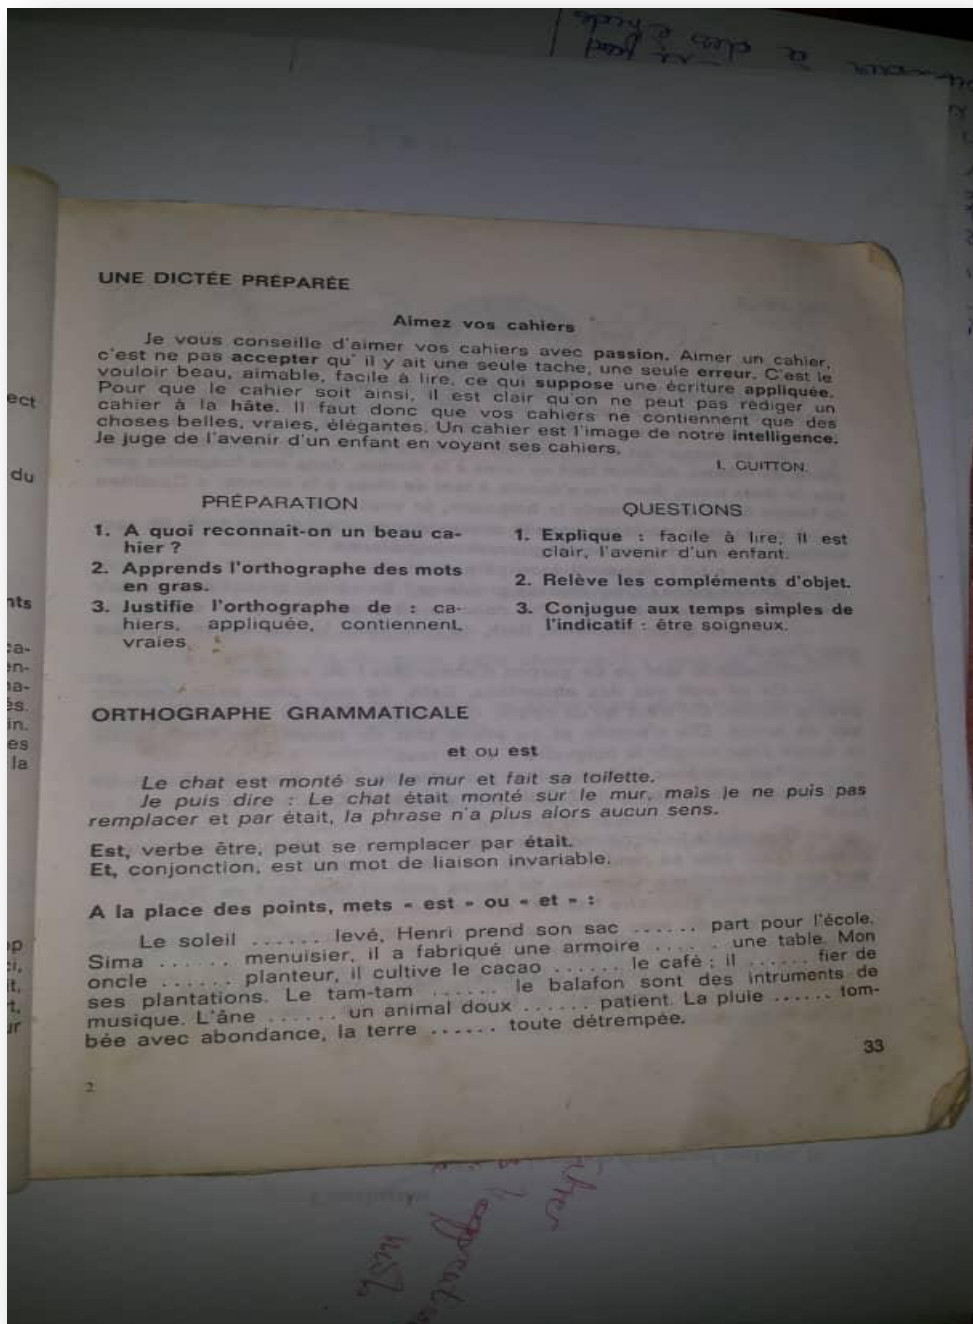 UNE DICTÉE PRÉPARÉE
Aimez vos cahiers
Je vous conseille d'aimer vos cahiers avec passion. Aimer un cahier,
c'est ne pas accepter qu' il y ait une seule tache, une seule erreur. C'est le
vouloir beau, aimable, facile à lire, ce qui suppose une écriture appliquée.
Pour que le cahier soit ainsi, il est clair qu'on ne peut pas rédiger un
cahier à la hâte. Il faut donc que vos cahiers ne contiennent que des
choses belles, vraies, élégantes. Un cahier est l'image de notre intelligence.
Je juge de l'avenir d'un enfant en voyant ses cahiers.
I. GUITTON.
PRÉPARATION
1. A quoi reconnaît-on un beau ca-
hier ?
2. Apprends l'orthographe des mots
en gras.
3. Justifie l'orthographe de : ca-
hiers, appliquée, contiennent,
vraies.
QUESTIONS
1. Explique : facile à lire, il est
clair, l'avenir d'un enfant.
2. Relève les compléments d'objet.
3. Conjugue aux temps simples de
l'indicatif : être soigneux.
ORTHOGRAPHE GRAMMATICALE
et ou est
Le chat est monté sur le mur et fait sa toilette.
Je puis dire : Le chat était monté sur le mur, mais je ne puis pas
remplacer et par était, la phrase n'a plus alors aucun sens.
Est, verbe être, peut se remplacer par était.
Et, conjonction, est un mot de liaison invariable.
A la place des points, mets « est » ou « et » :
Le soleil ...... levé, Henri prend son sac ...... part pour l'école.
Sima ...... menuisier, il a fabriqué une armoire ...... une table. Mon
oncle ...... planteur, il cultive le cacao ...... le café ; il ...... fier de
ses plantations. Le tam-tam ...... le balafon sont des intruments de
musique. L'âne ...... un animal doux ...... patient. La pluie ...... tom-
bée avec abondance, la terre ...... toute détrempée.
33
2
ect
du
nts
ca-
en-
na-
és.
in.
es
la